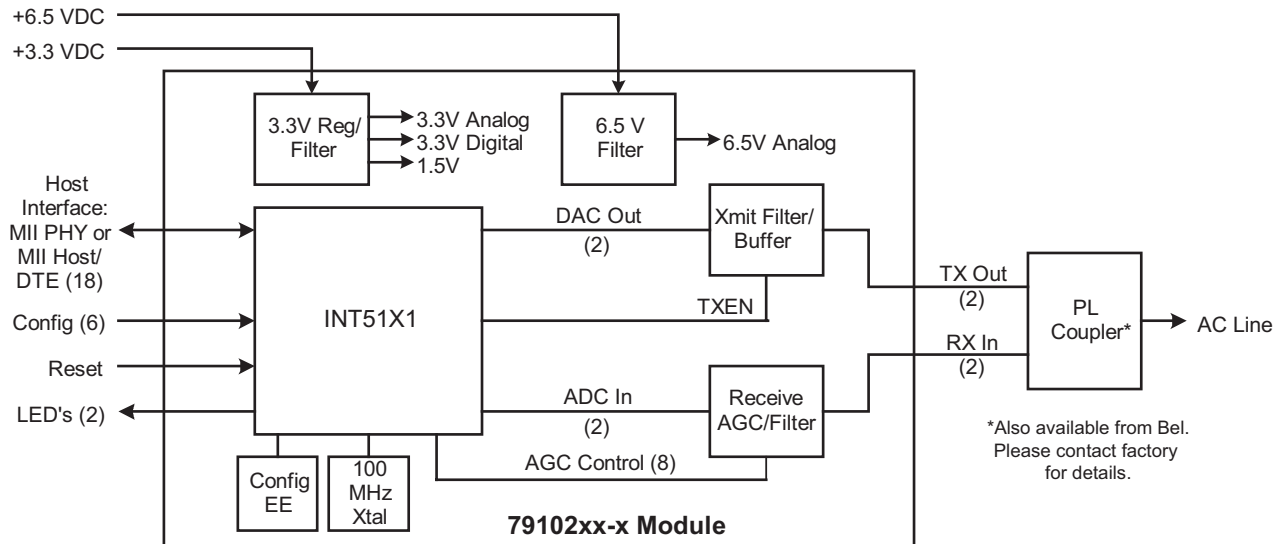 +6.5 VDC
+3.3 VDC
3.3V Reg/
Filter
3.3V Analog
3.3V Digital
1.5V
6.5 V
Filter
6.5V Analog
Host
Interface:
MII PHY or
MII Host/
DTE (18)
Config (6)
Reset
LED's (2)
INT51X1
DAC Out
(2)
TXEN
ADC In
(2)
AGC Control (8)
Xmit Filter/
Buffer
Receive
AGC/Filter
TX Out
(2)
RX In
(2)
PL
Coupler*
AC Line
Config
EE
100
MHz
Xtal
79102xx-x Module
*Also available from Bel.
Please contact factory
for details.